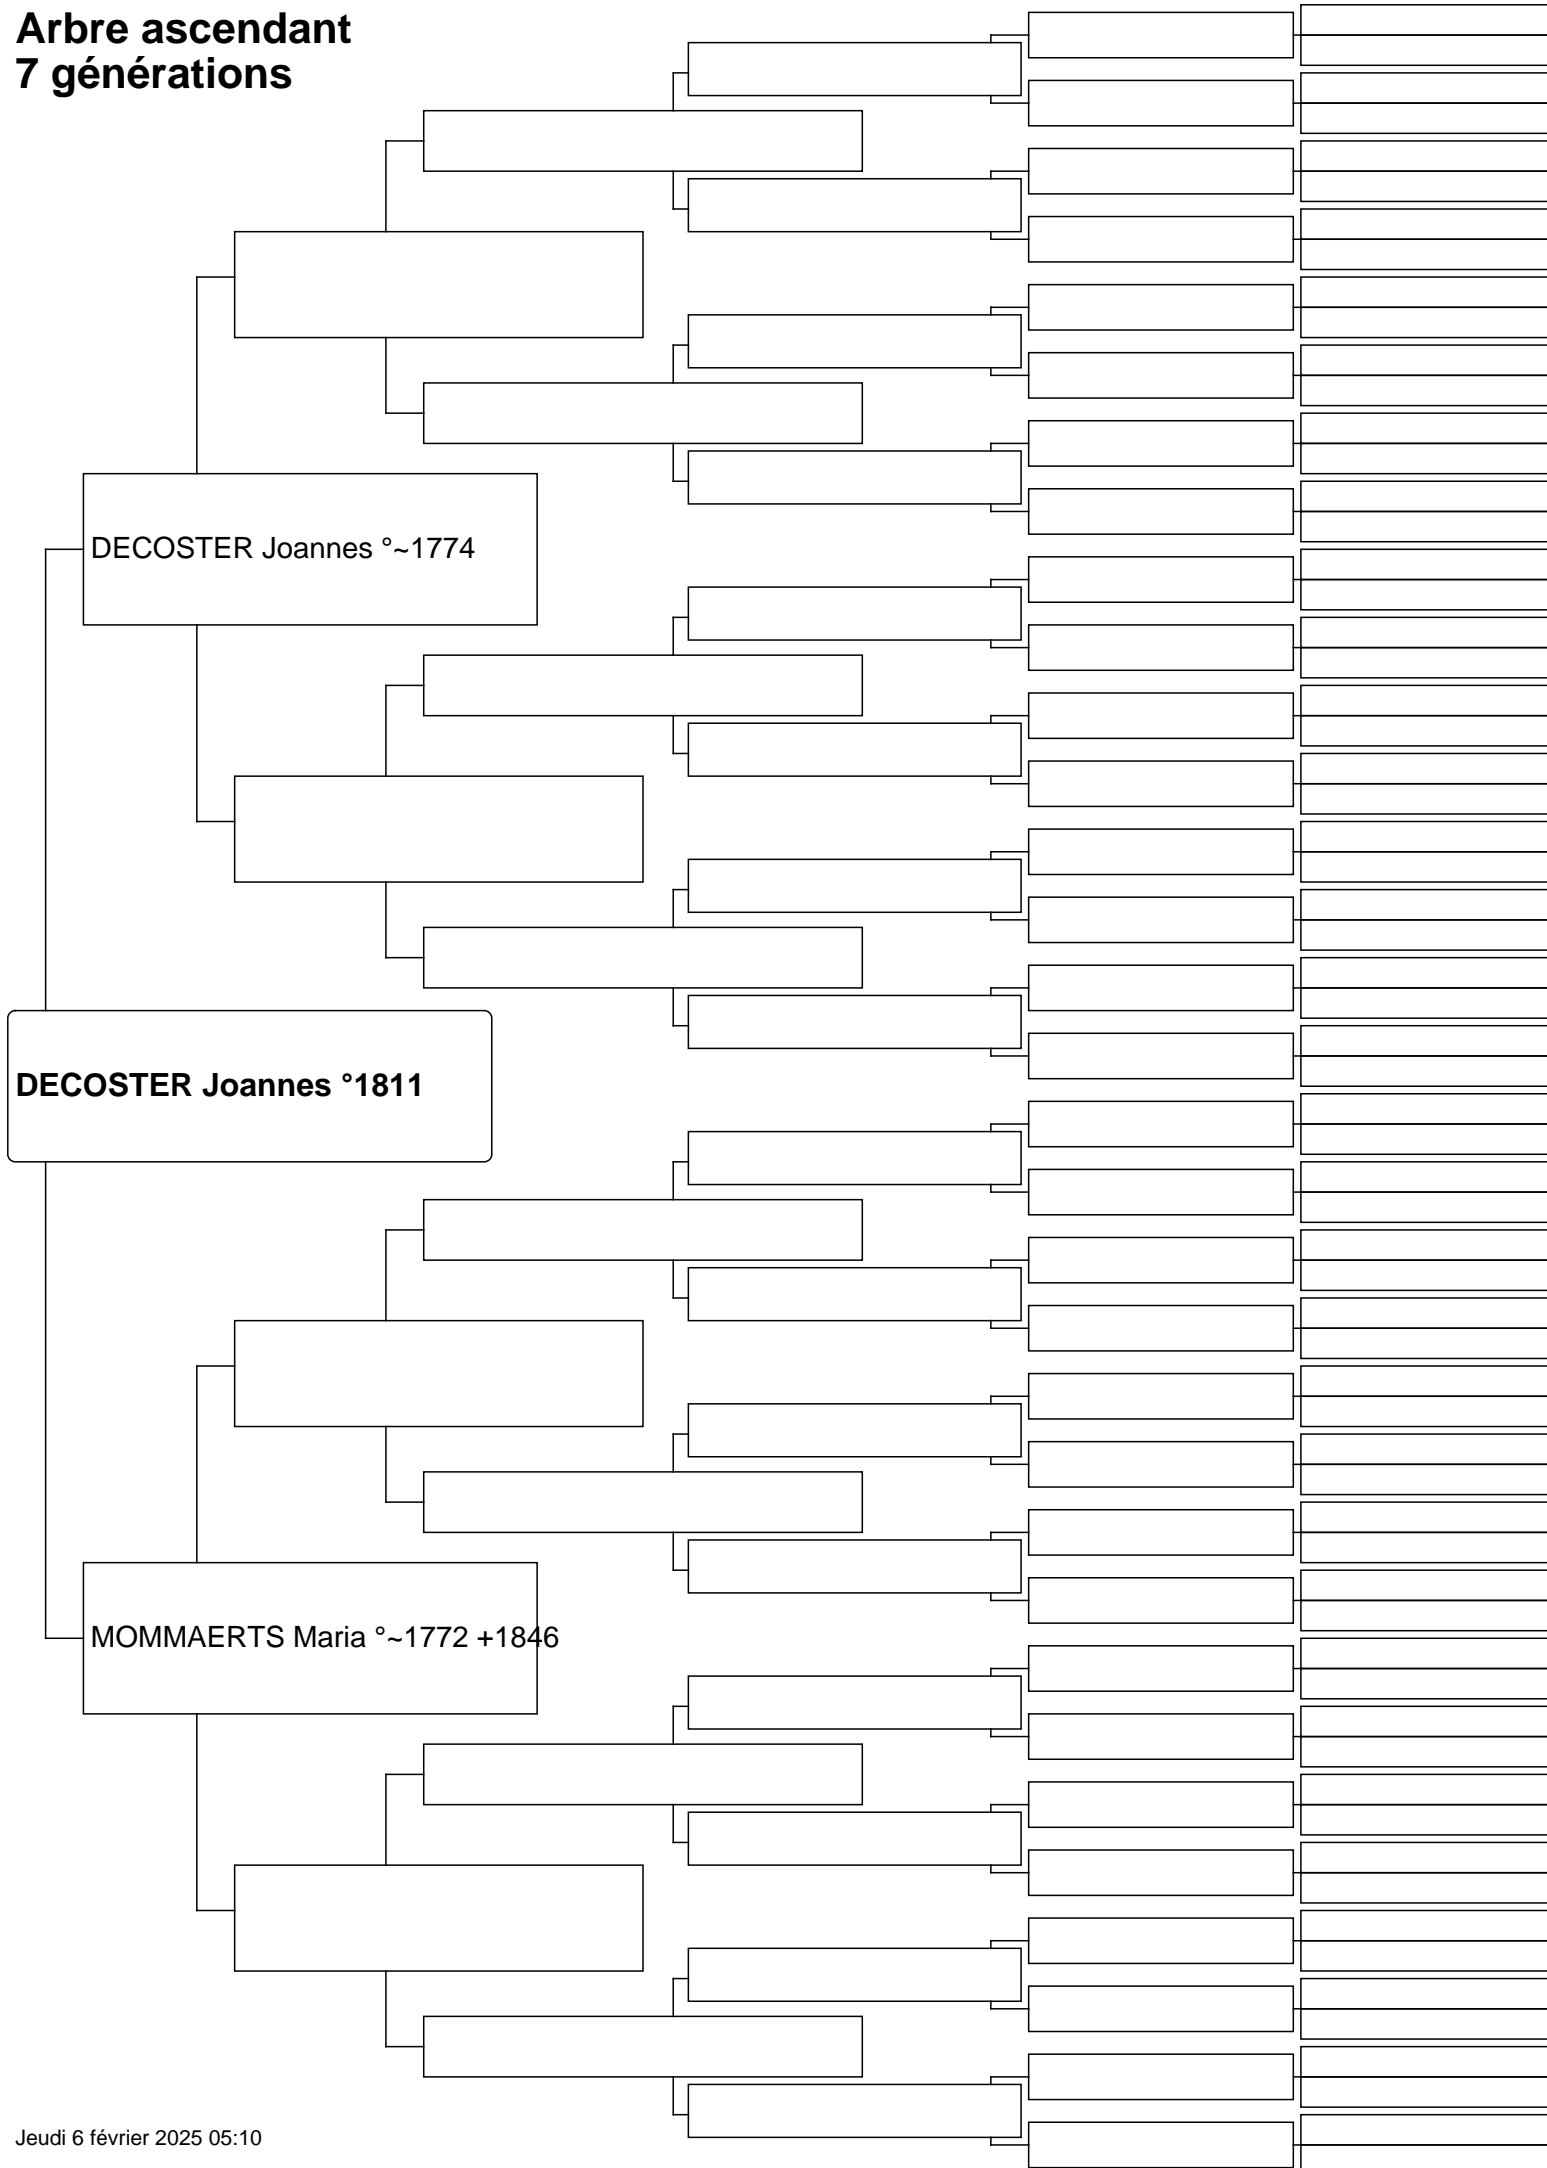 Arbre ascendant
7 générations
DECOSTER Joannes °~1774
DECOSTER Joannes °1811
MOMMAERTS Maria °~1772 +1846
Jeudi 6 février 2025 05:10